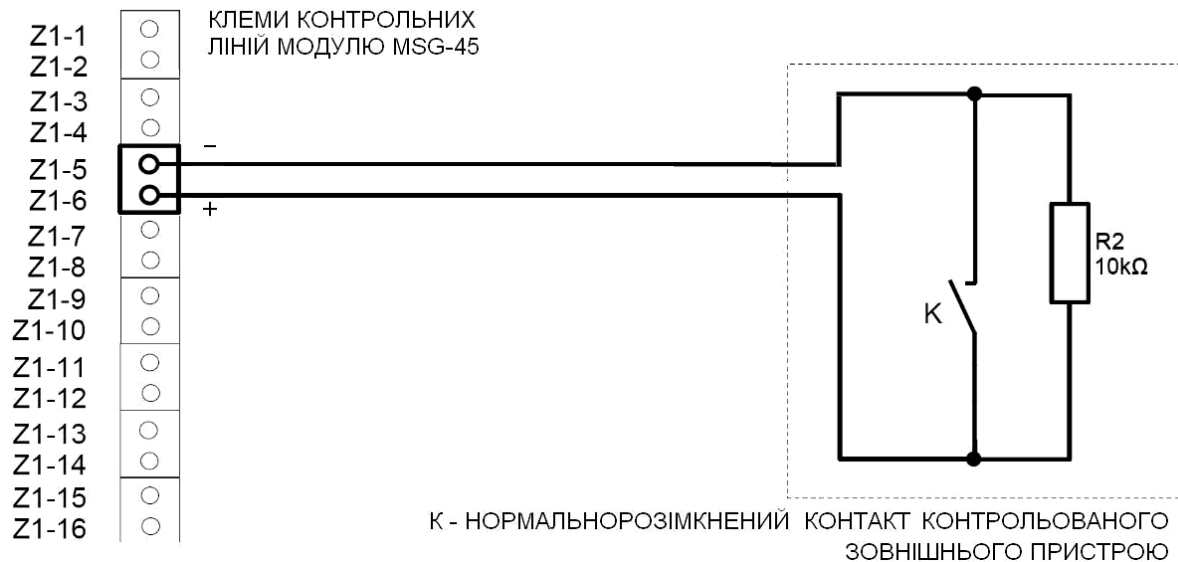 КЛЕМИ КОНТРОЛЬНИХ
ЛІНІЙ МОДУЛЮ MSG-45
Z1-1
Z1-2
Z1-3
Z1-4
Z1-5
Z1-6
Z1-7
Z1-8
Z1-9
Z1-10
Z1-11
Z1-12
Z1-13
Z1-14
Z1-15
Z1-16
–
+
K
R2
10kΩ
К - НОРМАЛЬНОРОЗІМКНЕНИЙ КОНТАКТ КОНТРОЛЬОВАНОГО
ЗОВНІШНЬОГО ПРИСТРОЮ